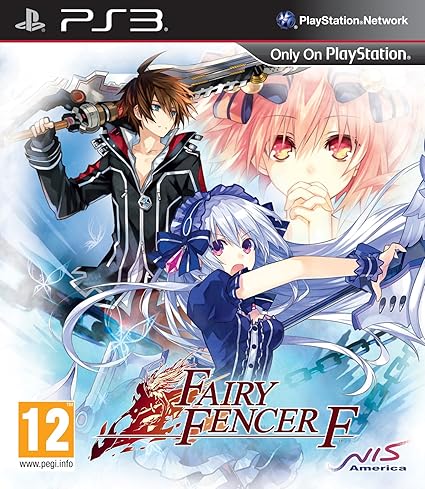 PS3
PlayStation®Network
Only On PlayStation®
FAIRY
FENCER F
12
www.pegi.info
NIS
America